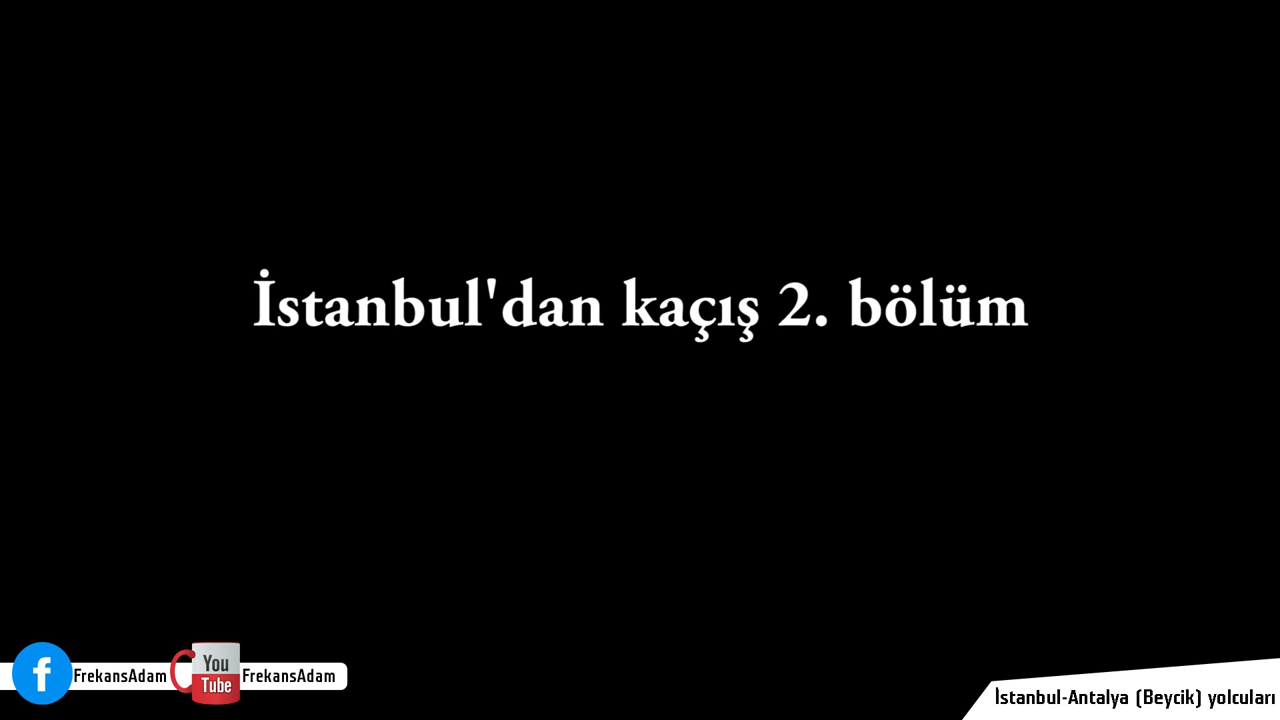 İstanbul'dan kaçış 2. bölüm
FrekansAdam
You
Tube
FrekansAdam
İstanbul-Antalya (Beycik) yolcuları